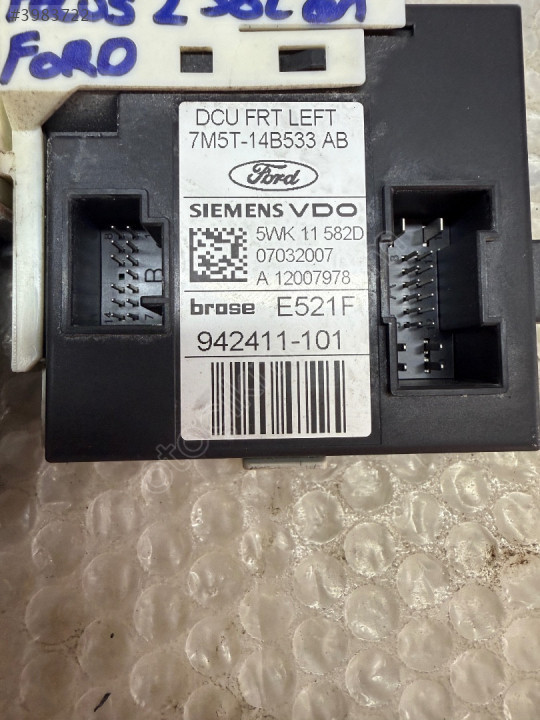 #3983722
FORD
DCU FRT LEFT
7M5T-14B533 AB
Ford
SIEMENS VDO
5WK 11 582D
07032007
A 12007978
brose E521F
942411-101
B